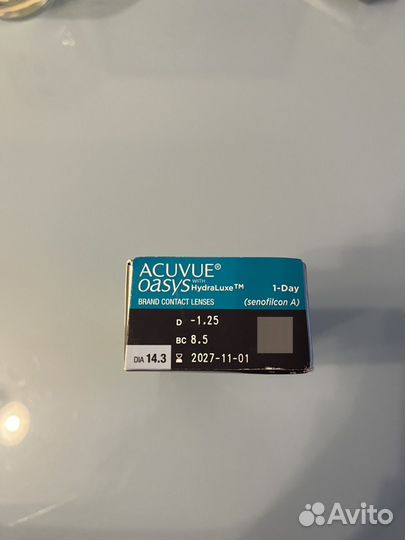 ACUVUE®
OASYS WITH HydraLuxe™ 1-Day
BRAND CONTACT LENSES (senofilcon A)
D -1.25
BC 8.5
DIA 14.3
2027-11-01
Avito